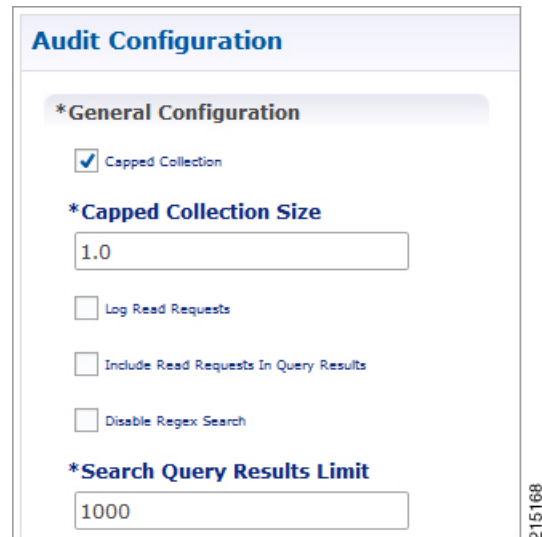 Audit Configuration
*General Configuration
Capped Collection
*Capped Collection Size
1.0
Log Read Requests
Include Read Requests In Query Results
Disable Regex Search
*Search Query Results Limit
1000
215168